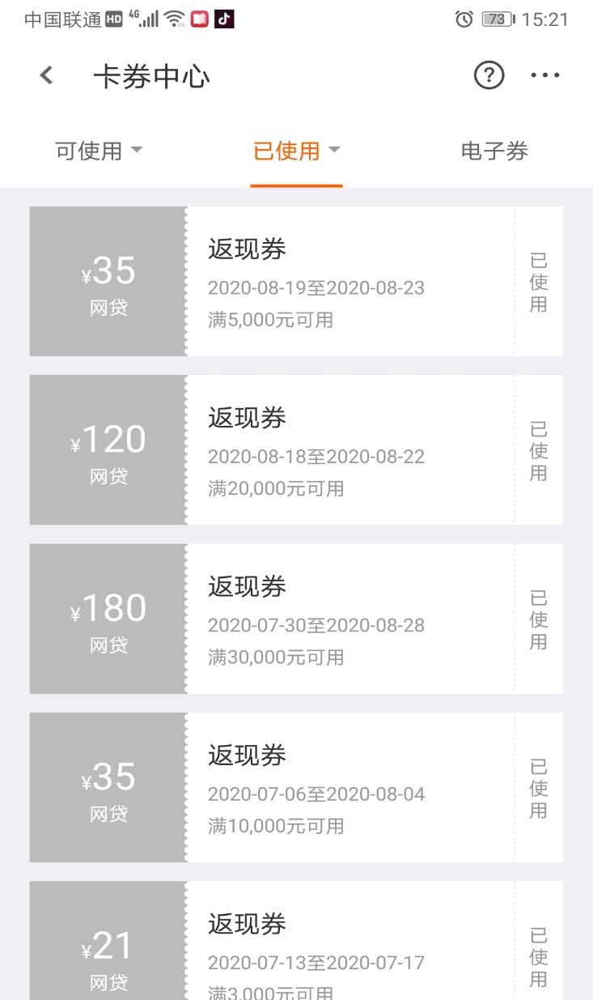 中国联通 HD 4G 73 15:21
卡券中心 ?
可使用 已使用 电子券
¥35
网贷
返现券
2020-08-19至2020-08-23
满5,000元可用
已使用
¥120
网贷
返现券
2020-08-18至2020-08-22
满20,000元可用
已使用
¥180
网贷
返现券
2020-07-30至2020-08-28
满30,000元可用
已使用
¥35
网贷
返现券
2020-07-06至2020-08-04
满10,000元可用
已使用
¥21
网贷
返现券
2020-07-13至2020-07-17
满3,000元可用
已使用